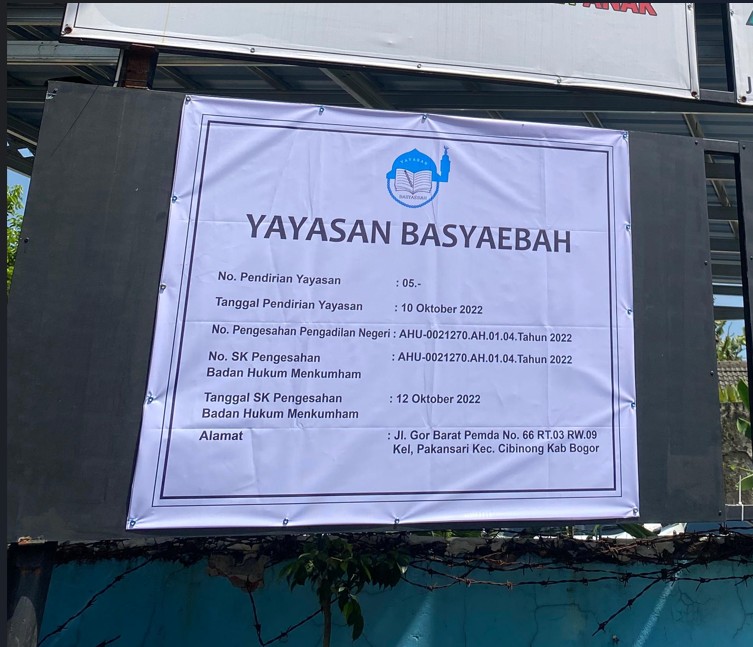 ANAK
YAYASAN
BASYAEBAH
YAYASAN BASYAEBAH
No. Pendirian Yayasan : 05.-
Tanggal Pendirian Yayasan : 10 Oktober 2022
No. Pengesahan Pengadilan Negeri : AHU-0021270.AH.01.04.Tahun 2022
No. SK Pengesahan : AHU-0021270.AH.01.04.Tahun 2022
Badan Hukum Menkumham
Tanggal SK Pengesahan : 12 Oktober 2022
Badan Hukum Menkumham
Alamat : Jl. Gor Barat Pemda No. 66 RT.03 RW.09
Kel, Pakansari Kec. Cibinong Kab Bogor